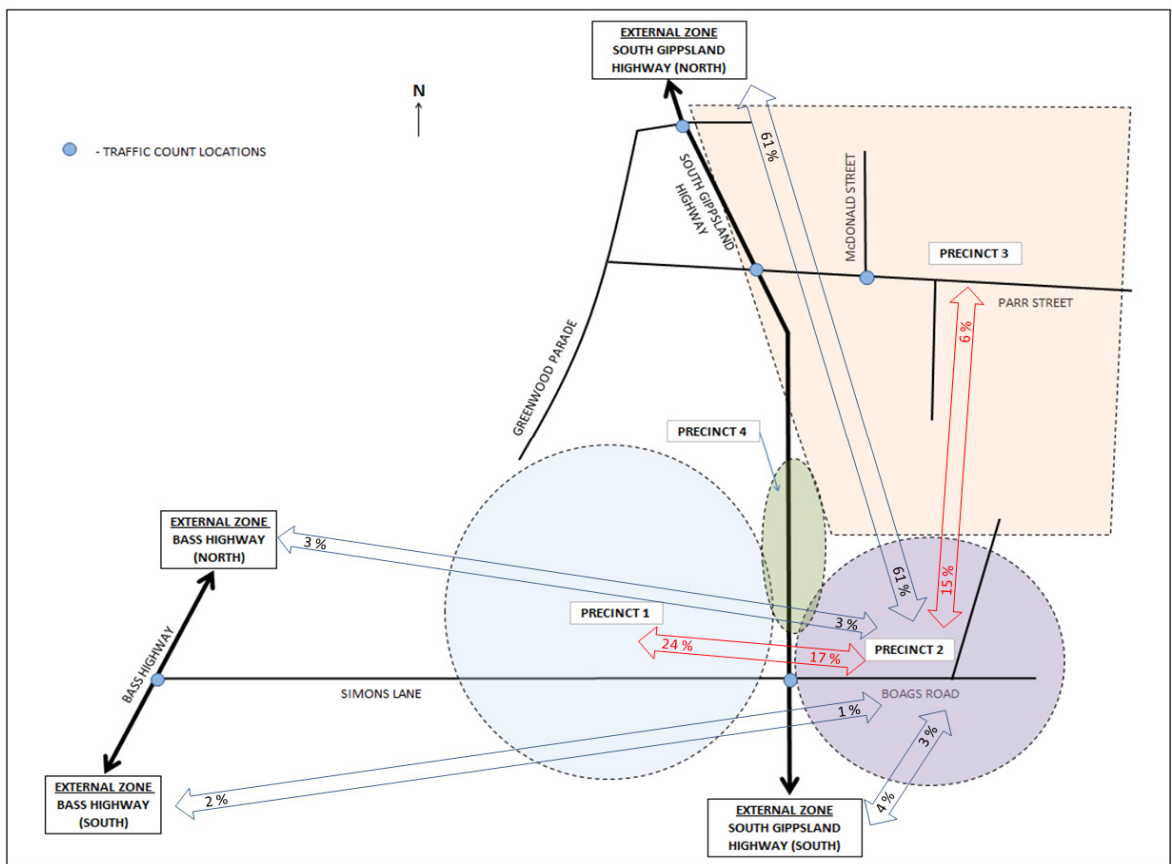 EXTERNAL ZONE
SOUTH GIPPSLAND
HIGHWAY (NORTH)
N
- TRAFFIC COUNT LOCATIONS
61 %
SOUTH GIPPSLAND
HIGHWAY
McDONALD STREET
PRECINCT 3
PARR STREET
6 %
GREENWOOD PARADE
PRECINCT 4
EXTERNAL ZONE
BASS HIGHWAY
(NORTH)
3 %
61 %
15 %
PRECINCT 1
3 %
24 %
17 %
PRECINCT 2
BASS HIGHWAY
SIMONS LANE
BOAGS ROAD
1 %
3 %
EXTERNAL ZONE
BASS HIGHWAY
(SOUTH)
2 %
4 %
EXTERNAL ZONE
SOUTH GIPPSLAND
HIGHWAY (SOUTH)